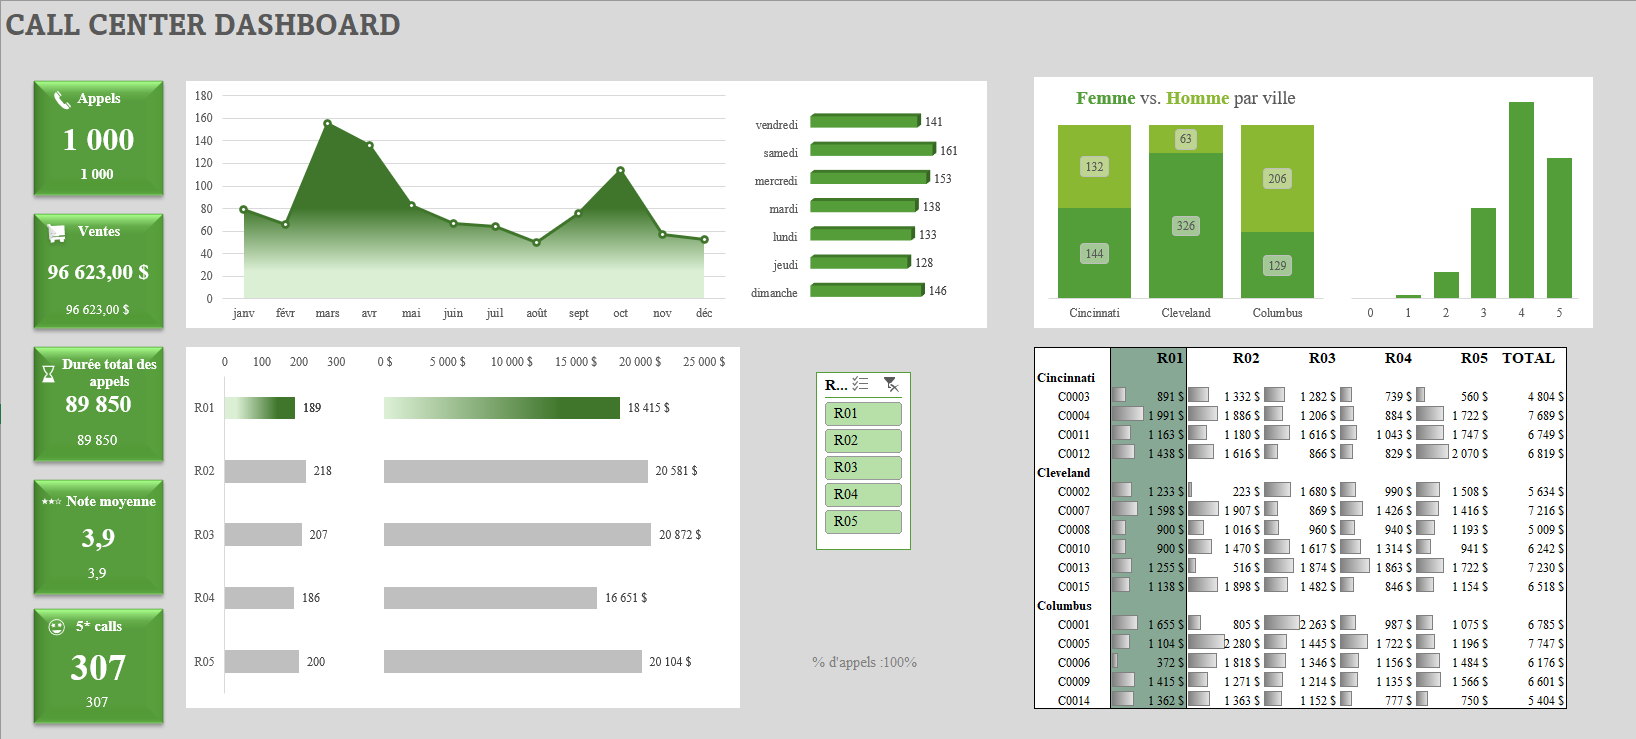 CALL CENTER DASHBOARD
Appels
1 000
1 000
Ventes
96 623,00 $
96 623,00 $
Durée total des
appels
89 850
89 850
Note moyenne
3,9
3,9
5* calls
307
307
180
160
140
120
100
80
60
40
20
0
janv févr mars avr mai juin juil août sept oct nov déc
vendredi 141
samedi 161
mercredi 153
mardi 138
lundi 133
jeudi 128
dimanche 146
Femme vs. Homme par ville
132 63 206
144 326 129
Cincinnati Cleveland Columbus
0 1 2 3 4 5
0 100 200 300 0 $ 5 000 $ 10 000 $ 15 000 $ 20 000 $ 25 000 $
R01 189 18 415 $
R02 218 20 581 $
R03 207 20 872 $
R04 186 16 651 $
R05 200 20 104 $
R...
R01
R02
R03
R04
R05
% d'appels :100%
R01 R02 R03 R04 R05 TOTAL
Cincinnati
C0003 891 $ 1 332 $ 1 282 $ 739 $ 560 $ 4 804 $
C0004 1 991 $ 1 886 $ 1 206 $ 884 $ 1 722 $ 7 689 $
C0011 1 163 $ 1 180 $ 1 616 $ 1 043 $ 1 747 $ 6 749 $
C0012 1 438 $ 1 616 $ 866 $ 829 $ 2 070 $ 6 819 $
Cleveland
C0002 1 233 $ 223 $ 1 680 $ 990 $ 1 508 $ 5 634 $
C0007 1 598 $ 1 907 $ 869 $ 1 426 $ 1 416 $ 7 216 $
C0008 900 $ 1 016 $ 960 $ 940 $ 1 193 $ 5 009 $
C0010 900 $ 1 470 $ 1 617 $ 1 314 $ 941 $ 6 242 $
C0013 1 255 $ 516 $ 1 874 $ 1 863 $ 1 722 $ 7 230 $
C0015 1 138 $ 1 898 $ 1 482 $ 846 $ 1 154 $ 6 518 $
Columbus
C0001 1 655 $ 805 $ 2 263 $ 987 $ 1 075 $ 6 785 $
C0005 1 104 $ 2 280 $ 1 445 $ 1 722 $ 1 196 $ 7 747 $
C0006 372 $ 1 818 $ 1 346 $ 1 156 $ 1 484 $ 6 176 $
C0009 1 415 $ 1 271 $ 1 214 $ 1 135 $ 1 566 $ 6 601 $
C0014 1 362 $ 1 363 $ 1 152 $ 777 $ 750 $ 5 404 $